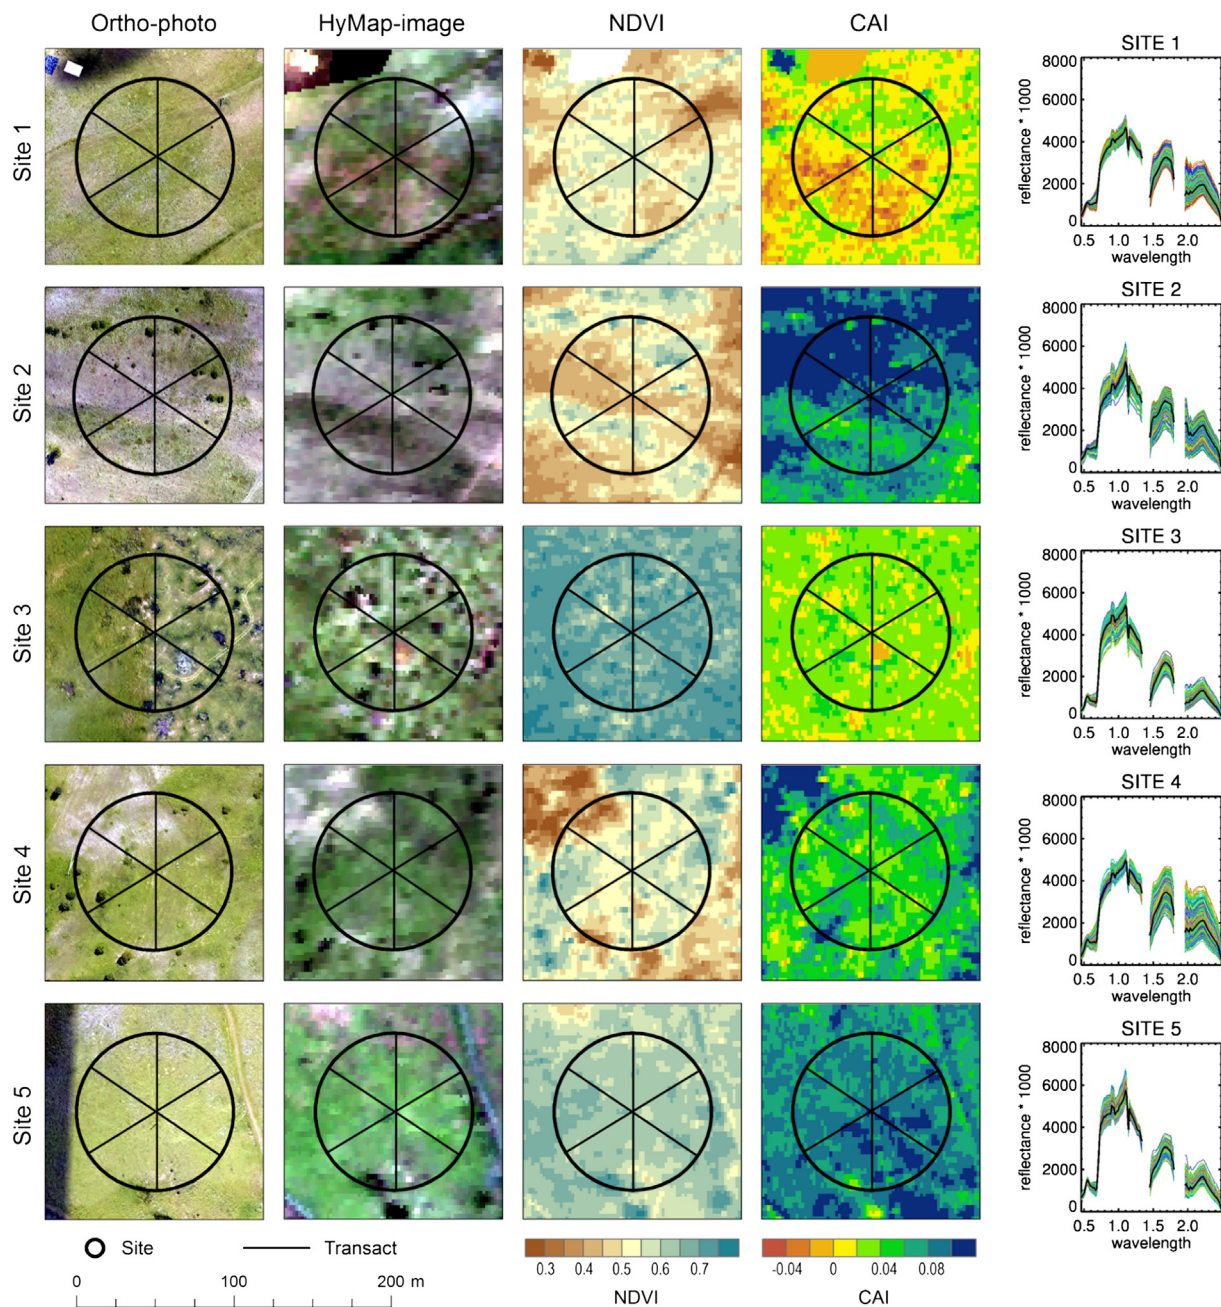 Ortho-photo HyMap-image NDVI CAI
Site 1
SITE 1
8000
6000
4000
2000
0
reflectance * 1000
0.5 1.0 1.5 2.0
wavelength
Site 2
SITE 2
8000
6000
4000
2000
0
reflectance * 1000
0.5 1.0 1.5 2.0
wavelength
Site 3
SITE 3
8000
6000
4000
2000
0
reflectance * 1000
0.5 1.0 1.5 2.0
wavelength
Site 4
SITE 4
8000
6000
4000
2000
0
reflectance * 1000
0.5 1.0 1.5 2.0
wavelength
Site 5
SITE 5
8000
6000
4000
2000
0
reflectance * 1000
0.5 1.0 1.5 2.0
wavelength
Site Transact
0 100 200 m
0.3 0.4 0.5 0.6 0.7
NDVI
-0.04 0 0.04 0.08
CAI